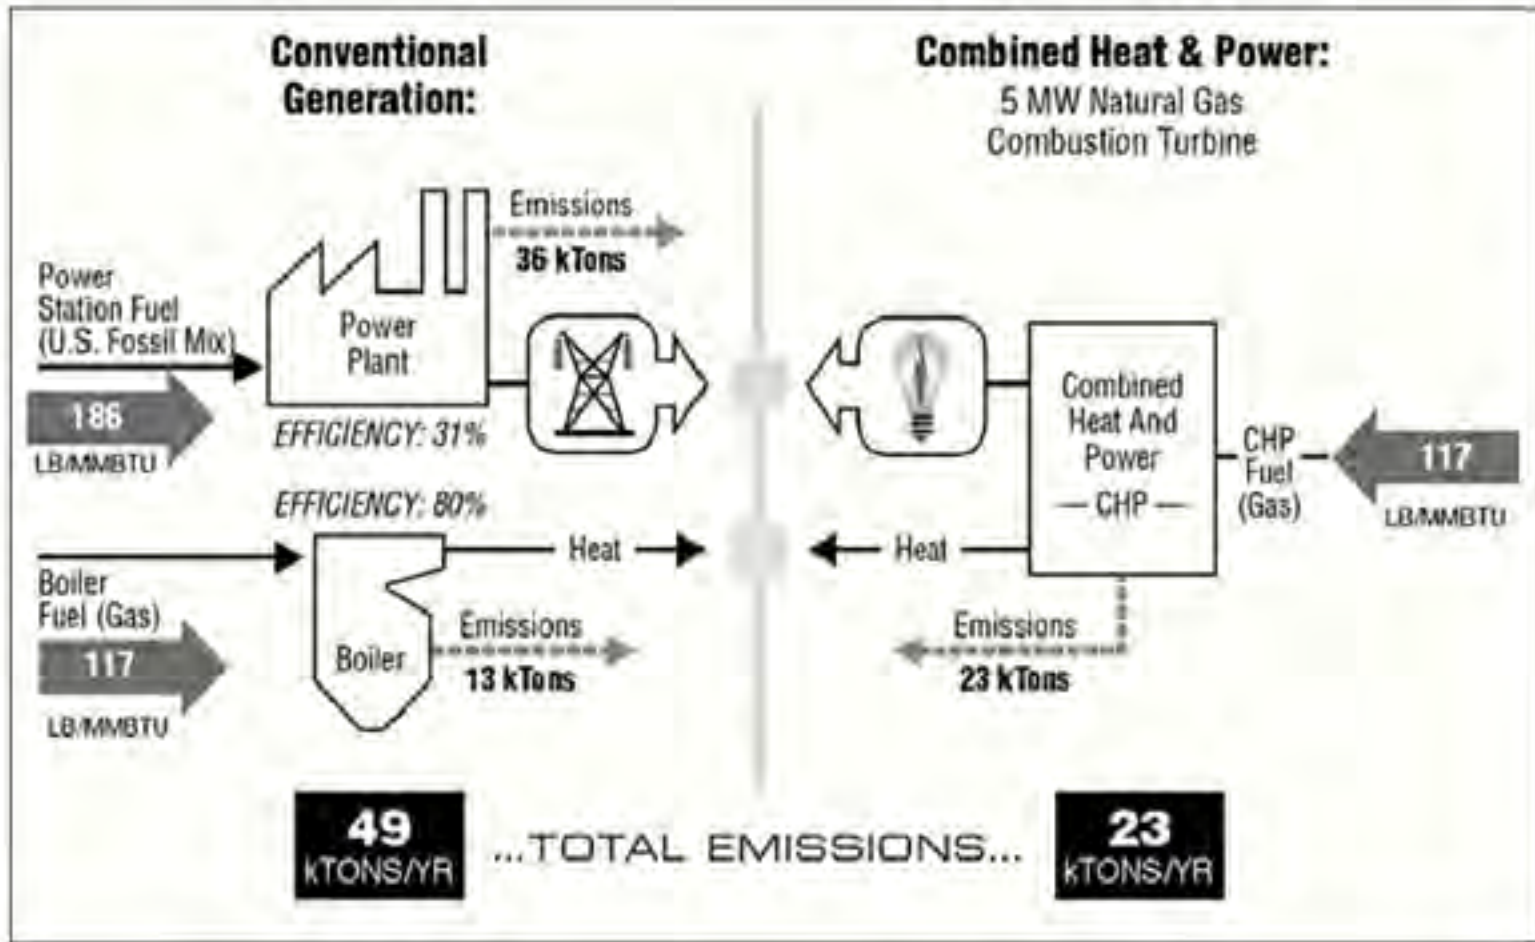 Conventional
Generation:
Combined Heat & Power:
5 MW Natural Gas
Combustion Turbine
Emissions
36 kTons
Power
Station Fuel
(U.S. Fossil Mix)
186
LB/MMBTU
Power
Plant
EFFICIENCY: 31%
EFFICIENCY: 80%
Boiler
Fuel (Gas)
117
LB/MMBTU
Heat
Boiler
Emissions
13 kTons
Combined
Heat And
Power
— CHP —
CHP
Fuel
(Gas)
117
LB/MMBTU
Heat
Emissions
23 kTons
49
kTONS/YR
...TOTAL EMISSIONS...
23
kTONS/YR